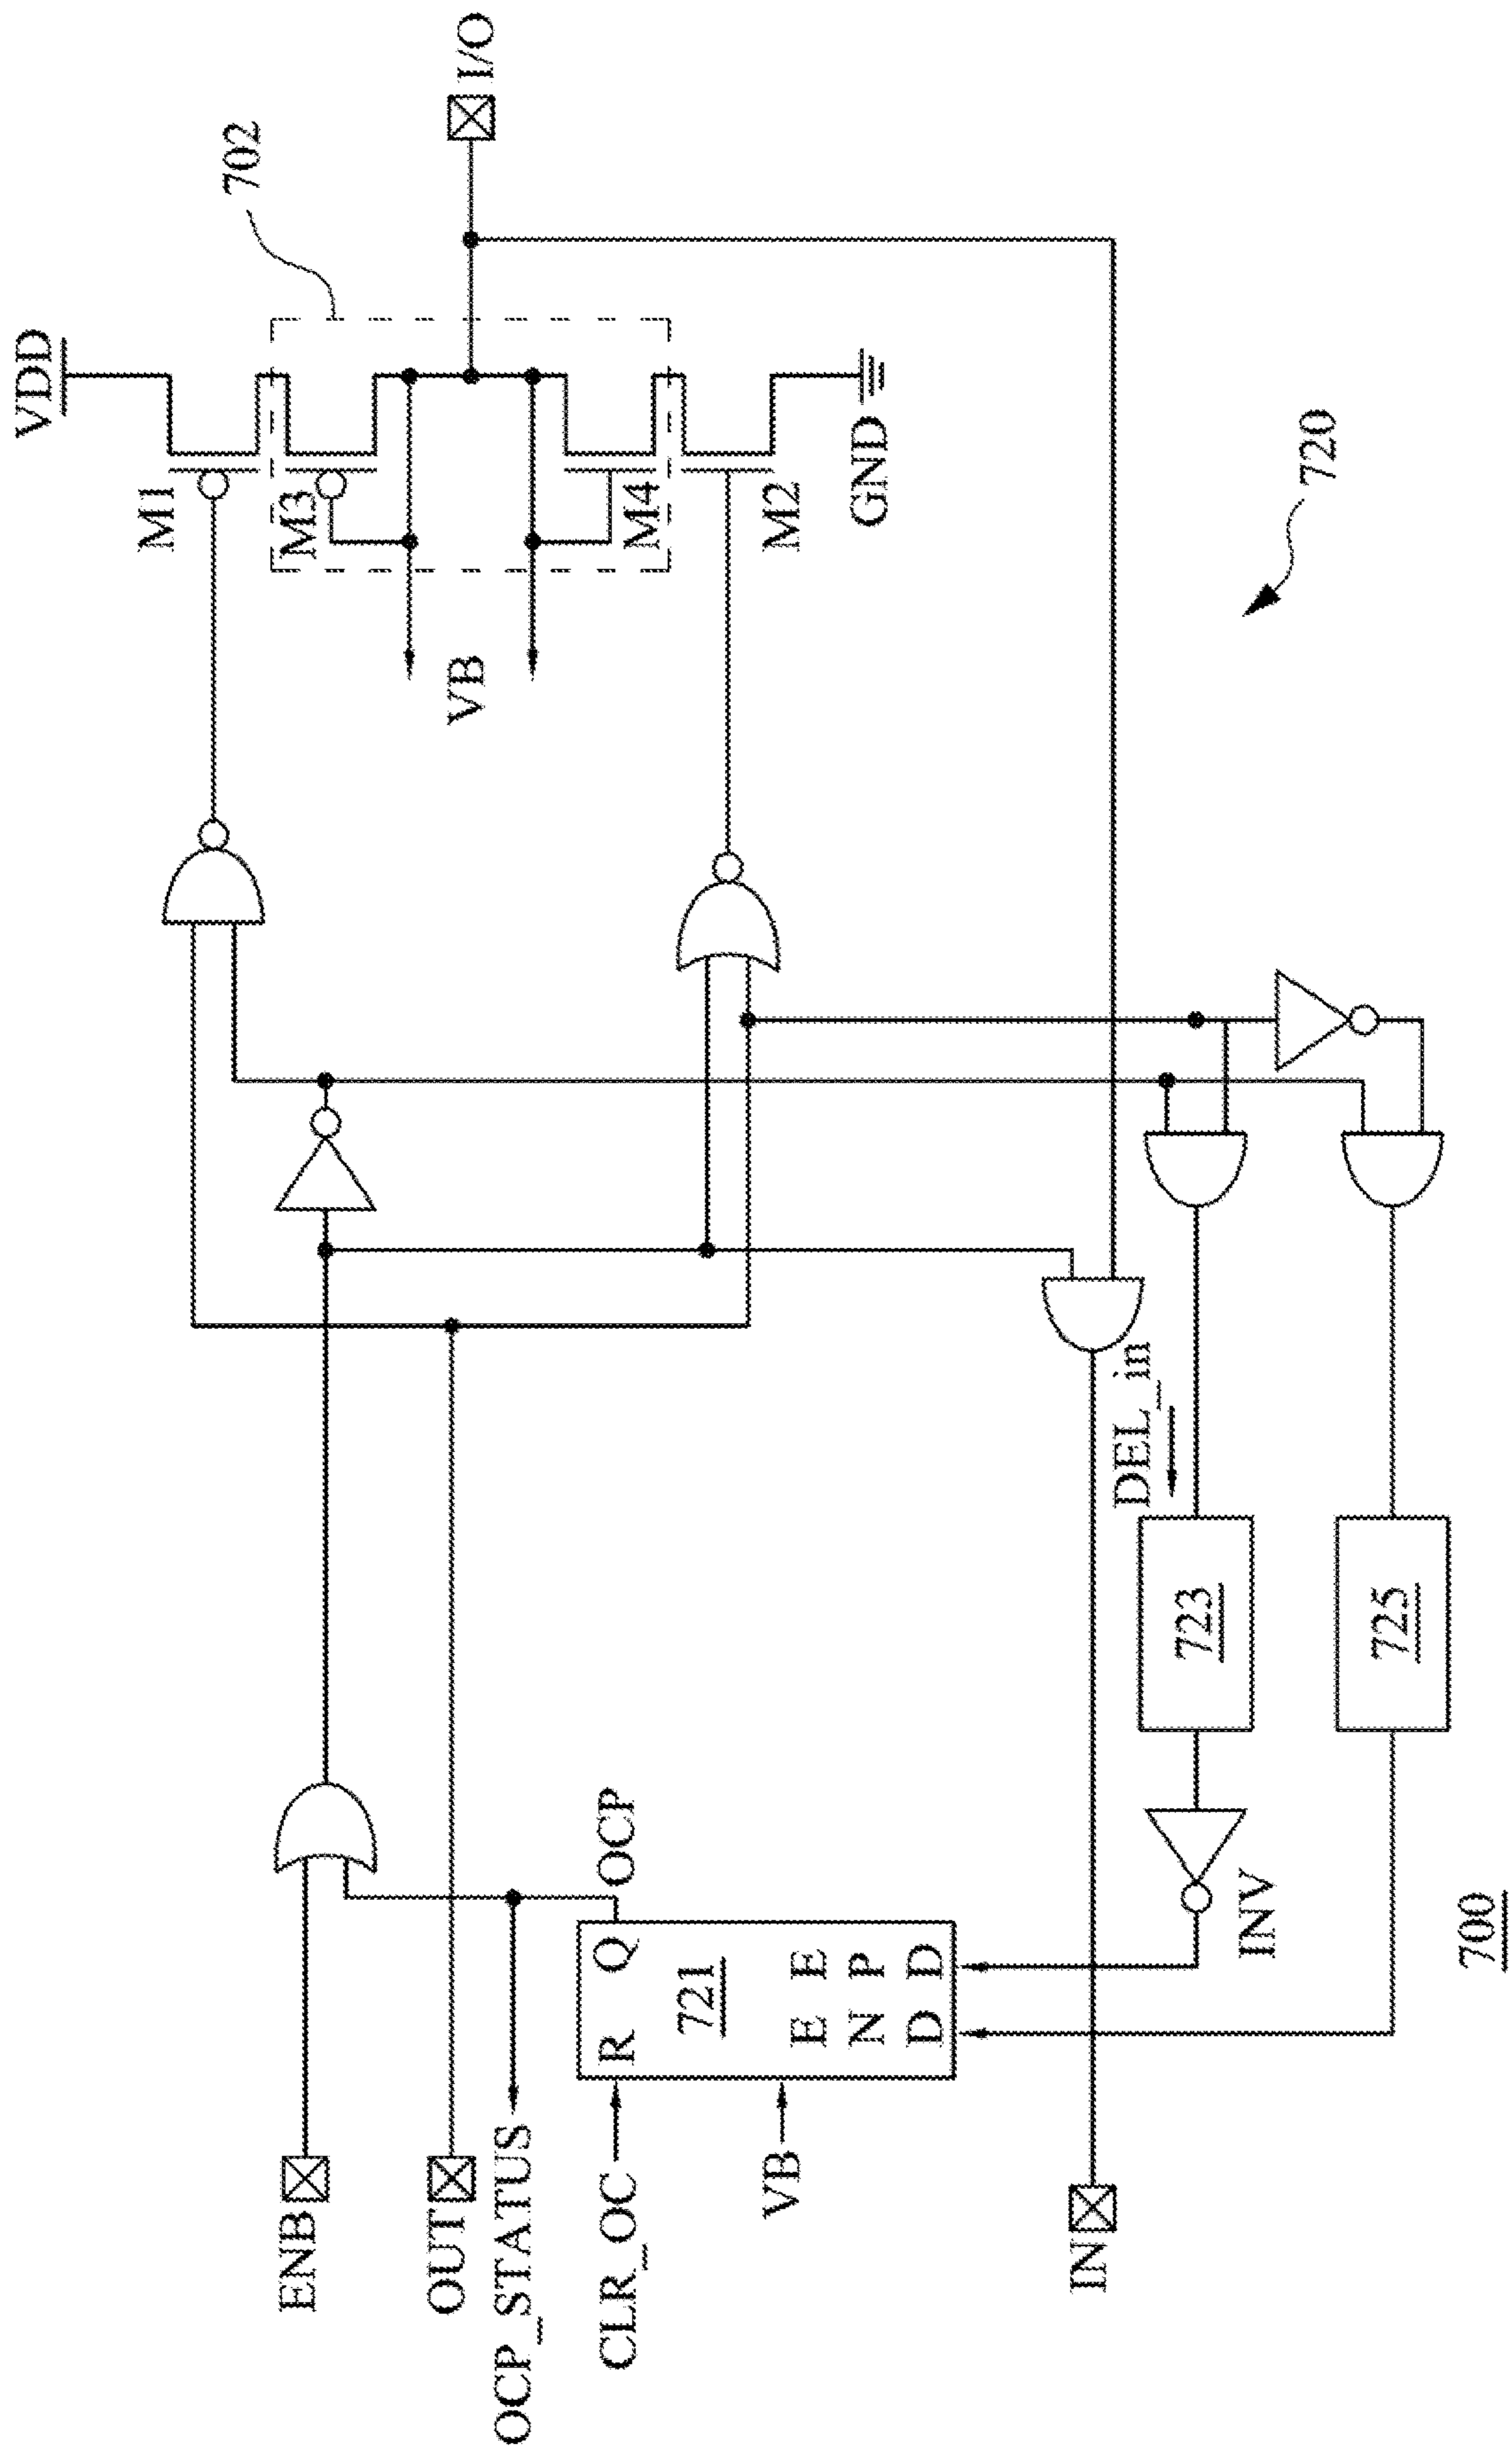 VDD
702
I/O
M1
M3
M4
M2
VB
GND
720
ENB
OUT
OCP_STATUS
CLR_OC
OCP
R Q
721
E E
N P
D D
VB
IN
DEL_in
723
725
INV
700